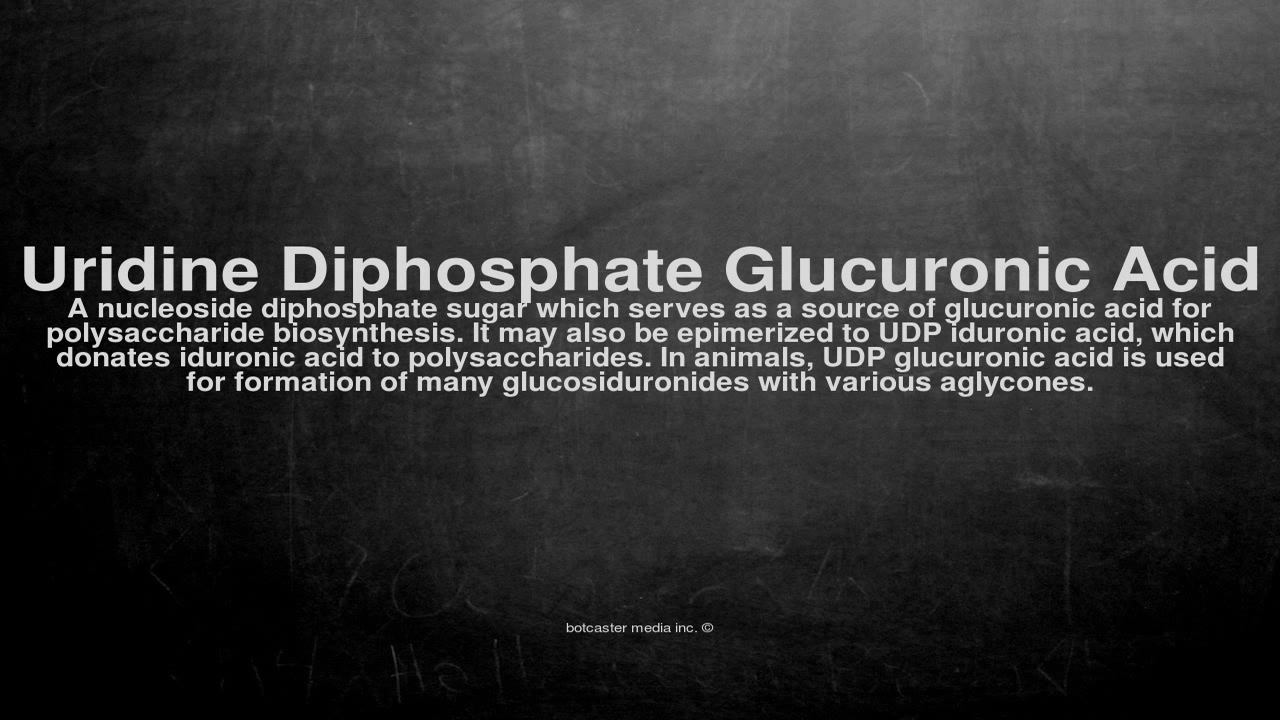 Uridine Diphosphate Glucuronic Acid
A nucleoside diphosphate sugar which serves as a source of glucuronic acid for
polysaccharide biosynthesis. It may also be epimerized to UDP iduronic acid, which
donates iduronic acid to polysaccharides. In animals, UDP glucuronic acid is used
for formation of many glucosiduronides with various aglycones.
botcaster media inc. ©